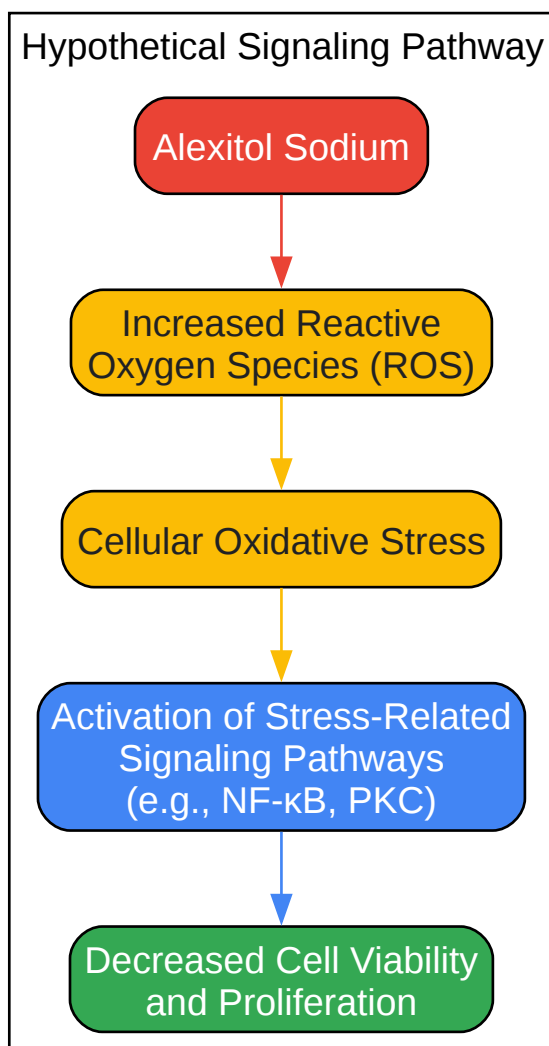 Hypothetical Signaling Pathway
Alexitol Sodium
Increased Reactive
Oxygen Species (ROS)
Cellular Oxidative Stress
Activation of Stress-Related
Signaling Pathways
(e.g., NF-κB, PKC)
Decreased Cell Viability
and Proliferation